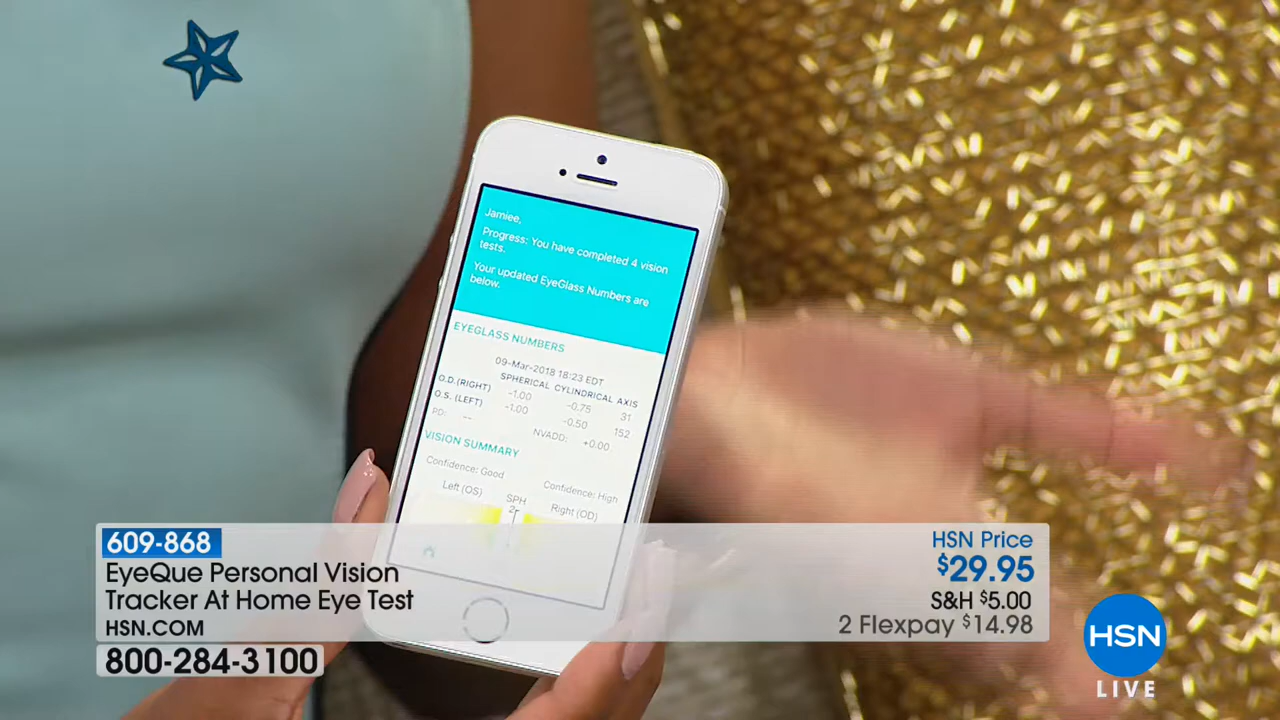 Jamiee,
Progress: You have completed 4 vision
tests.
Your updated EyeGlass Numbers are
below.
EYEGLASS NUMBERS
09-Mar-2018 18:23 EDT
SPHERICAL CYLINDRICAL AXIS
O.D.(RIGHT) -1.00 -0.75 31
O.S. (LEFT) -1.00 -0.50 152
PD: -- NVADD: +0.00
VISION SUMMARY
Confidence: Good Confidence: High
Left (OS) SPH Right (OD)
2
609-868
EyeQue Personal Vision
Tracker At Home Eye Test
HSN.COM
800-284-3100
HSN Price
$29.95
S&H $5.00
2 Flexpay $14.98
HSN
LIVE